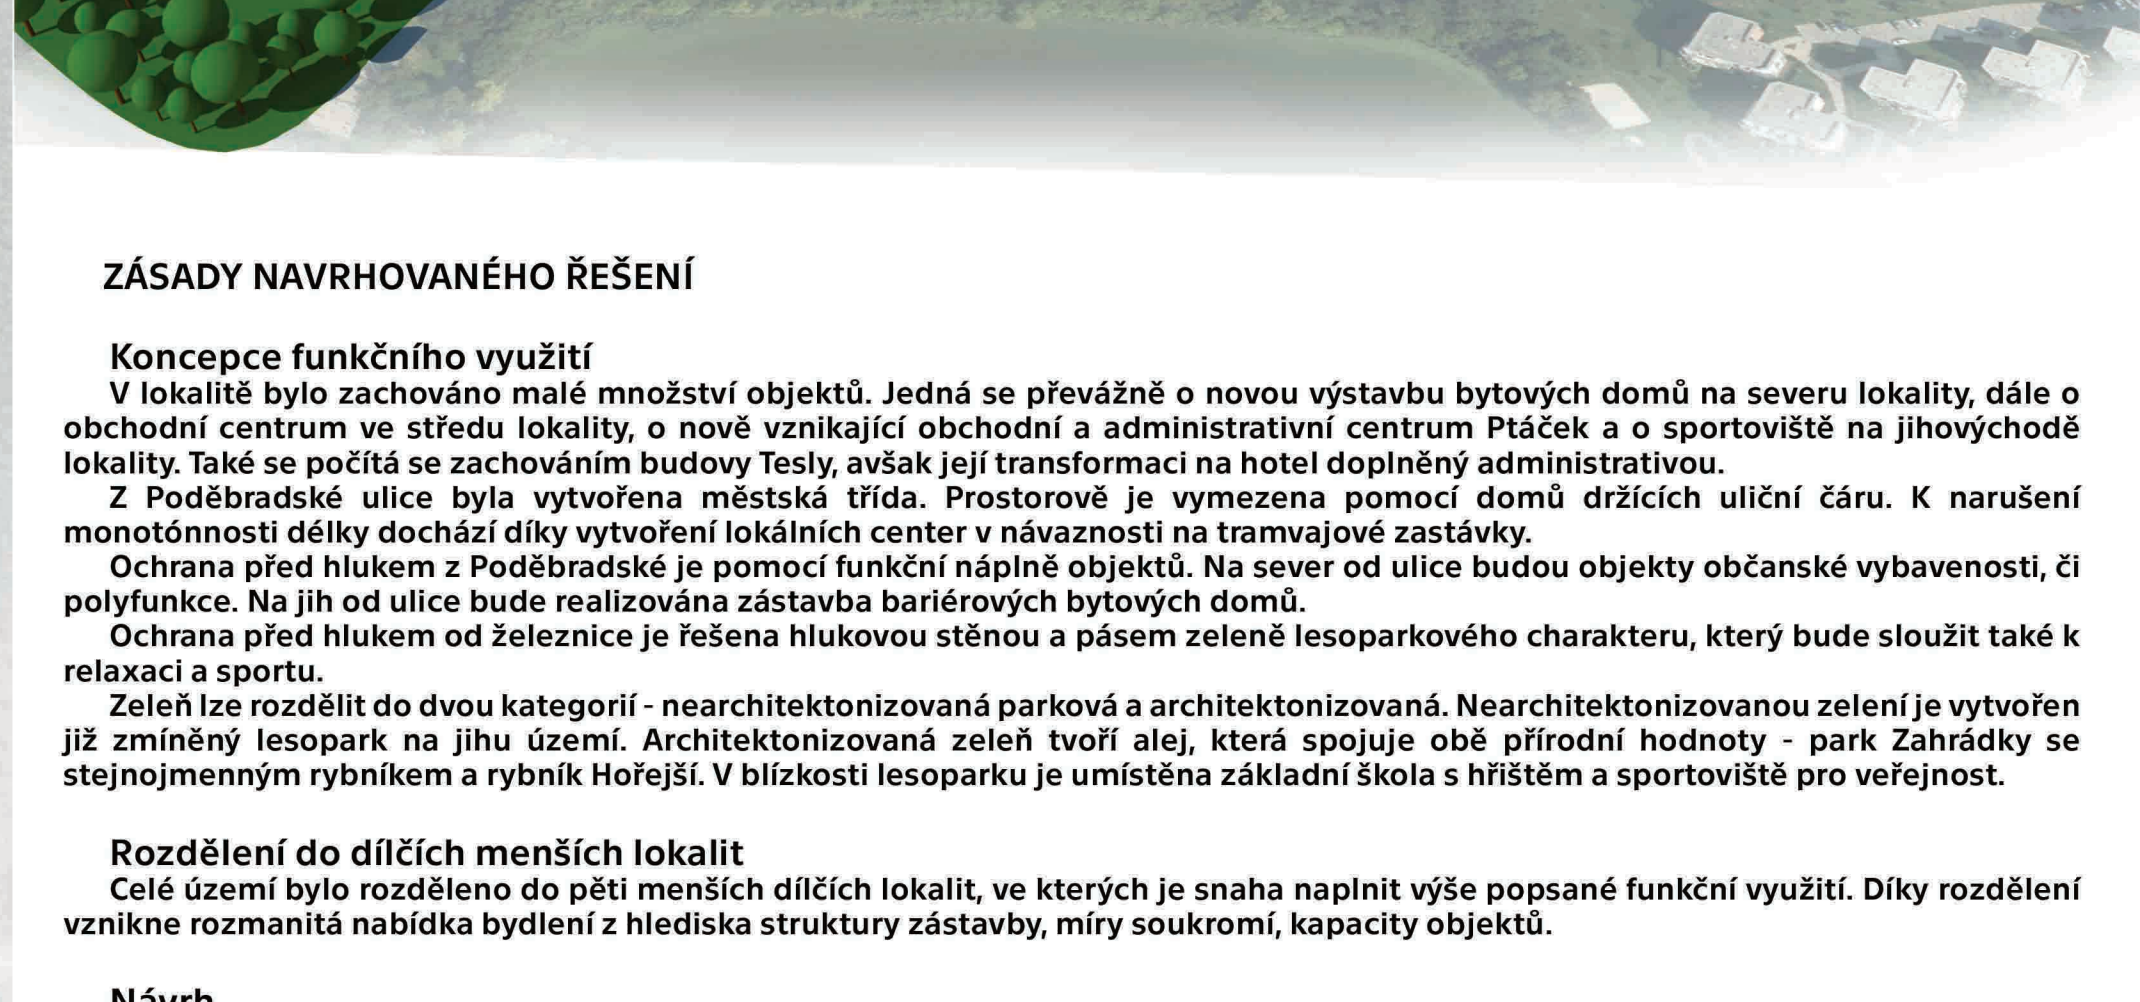 ZÁSADY NAVRHOVANÉHO ŘEŠENÍ
Koncepce funkčního využití
V lokalitě bylo zachováno malé množství objektů. Jedná se převážně o novou výstavbu bytových domů na severu lokality, dále o
obchodní centrum ve středu lokality, o nově vznikající obchodní a administrativní centrum Ptáček a o sportoviště na jihovýchodě
lokality. Také se počítá se zachováním budovy Tesly, avšak její transformaci na hotel doplněný administrativou.
Z Poděbradské ulice byla vytvořena městská třída. Prostorově je vymezena pomocí domů držících uliční čáru. K narušení
monotónnosti délky dochází díky vytvoření lokálních center v návaznosti na tramvajové zastávky.
Ochrana před hlukem z Poděbradské je pomocí funkční náplně objektů. Na sever od ulice budou objekty občanské vybavenosti, či
polyfunkce. Na jih od ulice bude realizována zástavba bariérových bytových domů.
Ochrana před hlukem od železnice je řešena hlukovou stěnou a pásem zeleně lesoparkového charakteru, který bude sloužit také k
relaxaci a sportu.
Zeleň lze rozdělit do dvou kategorií - nearchitektonizovaná parková a architektonizovaná. Nearchitektonizovanou zelení je vytvořen
již zmíněný lesopark na jihu území. Architektonizovaná zeleň tvoří alej, která spojuje obě přírodní hodnoty - park Zahrádky se
stejnojmenným rybníkem a rybník Hořejší. V blízkosti lesoparku je umístěna základní škola s hřištěm a sportoviště pro veřejnost.
Rozdělení do dílčích menších lokalit
Celé území bylo rozděleno do pěti menších dílčích lokalit, ve kterých je snaha naplnit výše popsané funkční využití. Díky rozdělení
vznikne rozmanitá nabídka bydlení z hlediska struktury zástavby, míry soukromí, kapacity objektů.
Návrh